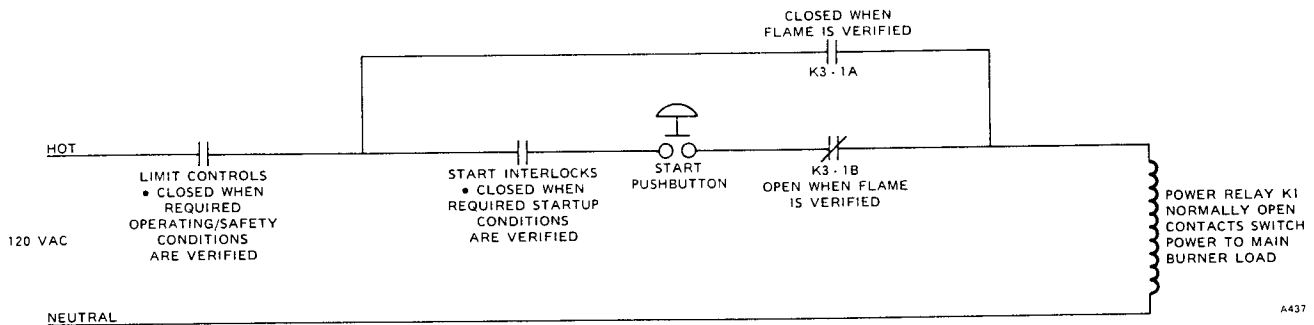 CLOSED WHEN
FLAME IS VERIFIED
K3 - 1A
HOT
LIMIT CONTROLS
• CLOSED WHEN
REQUIRED
OPERATING/SAFETY
CONDITIONS
ARE VERIFIED
START INTERLOCKS
• CLOSED WHEN
REQUIRED STARTUP
CONDITIONS
ARE VERIFIED
START
PUSHBUTTON
K3 - 1B
OPEN WHEN FLAME
IS VERIFIED
POWER RELAY K1
NORMALLY OPEN
CONTACTS SWITCH
POWER TO MAIN
BURNER LOAD
120 VAC
NEUTRAL
A437